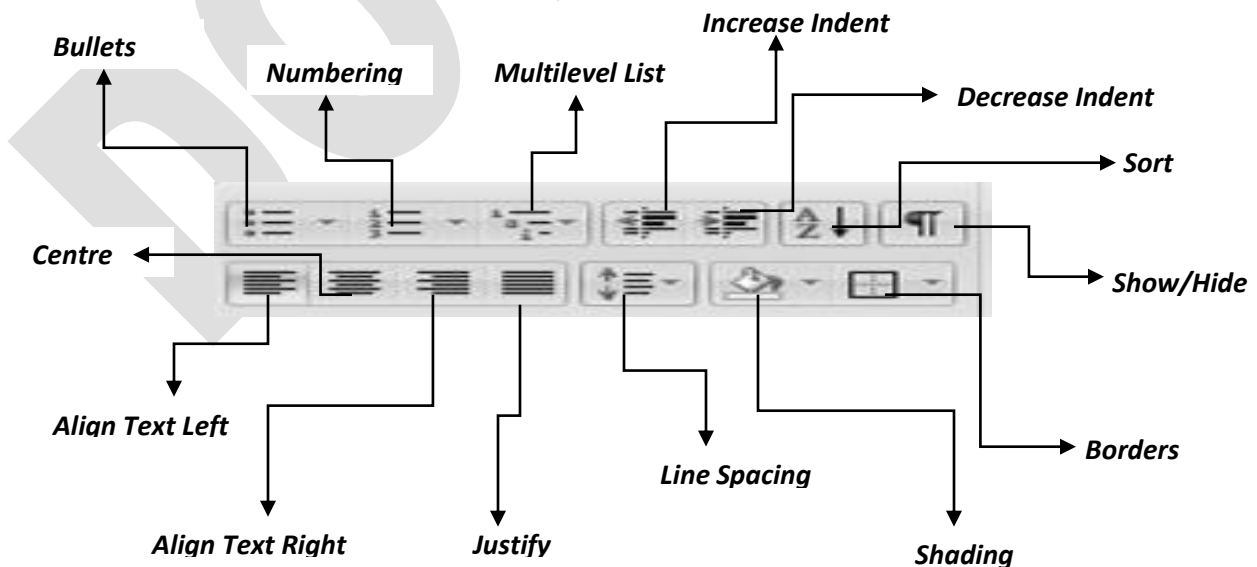 Increase Indent
Bullets
Numbering
Multilevel List
Decrease Indent
Sort
Centre
Show/Hide
Align Text Left
Borders
Line Spacing
Align Text Right
Justify
Shading